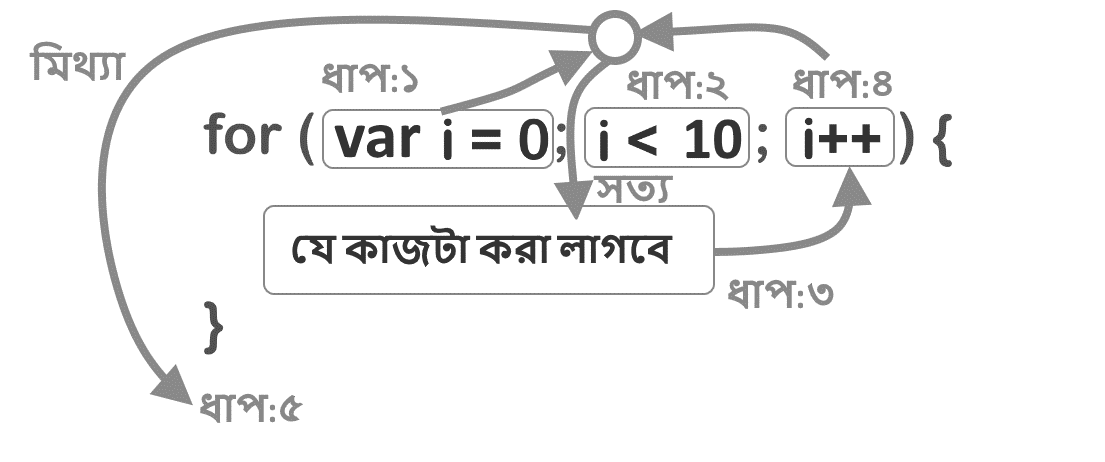 মিথ্যা
ধাপ:১ ধাপ:২ ধাপ:৪
for ( var i = 0; i < 10 ; i++ ) {
সত্য
যে কাজটা করা লাগবে
ধাপ:৩
}
ধাপ:৫